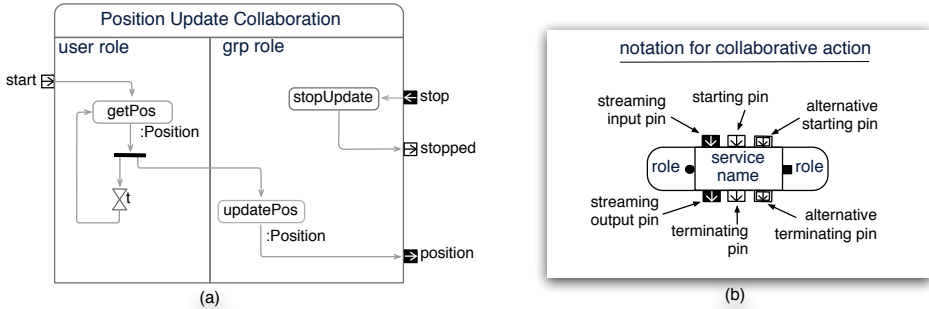 Position Update Collaboration
user role
grp role
start
getPos
:Position
t
stopUpdate
stop
stopped
updatePos
:Position
position
(a)
notation for collaborative action
streaming
input pin
starting pin
alternative
starting pin
role
service
name
role
streaming
output pin
terminating
pin
alternative
terminating pin
(b)